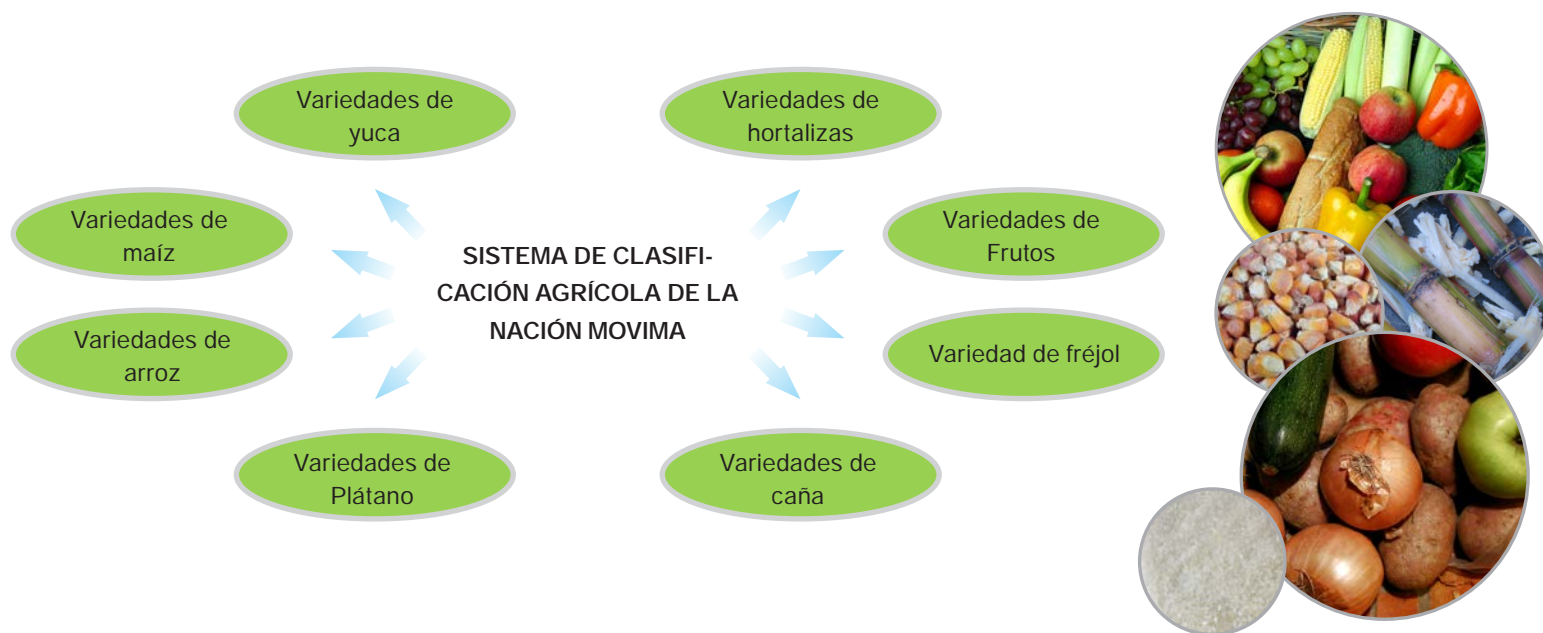 Variedades de
yuca
Variedades de
hortalizas
Variedades de
maíz
SISTEMA DE CLASIFI-
CACIÓN AGRÍCOLA DE LA
NACIÓN MOVIMA
Variedades de
Frutos
Variedades de
arroz
Variedad de fréjol
Variedades de
Plátano
Variedades de
caña